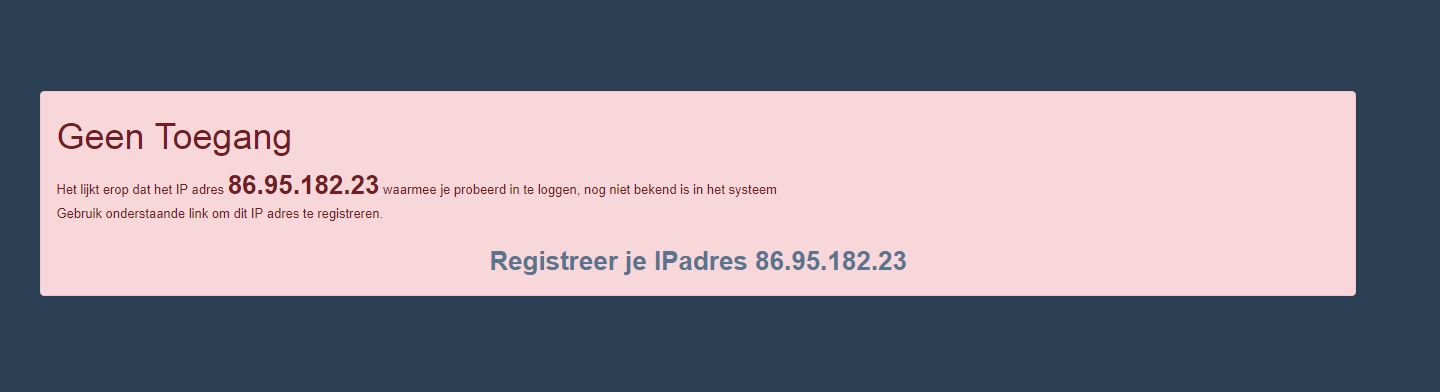 Geen Toegang
Het lijkt erop dat het IP adres 86.95.182.23 waarmee je probeerd in te loggen, nog niet bekend is in het systeem
Gebruik onderstaande link om dit IP adres te registreren.
Registreer je IPadres 86.95.182.23